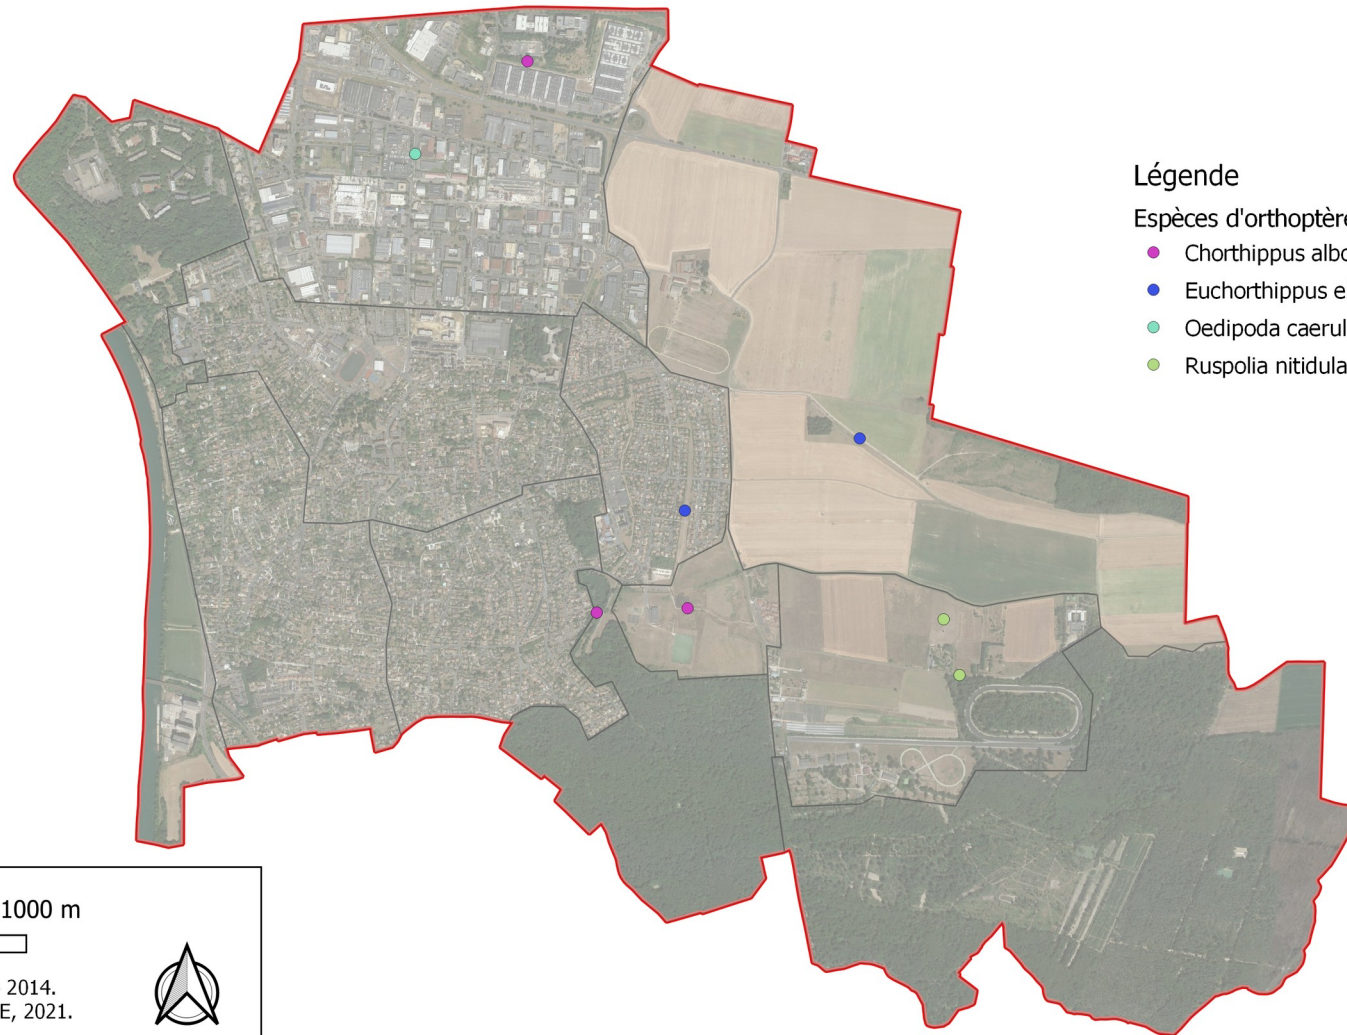 Légende
Espèces d'orthoptère
Chorthippus albo
Euchorthippus e
Oedipoda caerul
Ruspolia nitidula
1000 m
2014.
E, 2021.